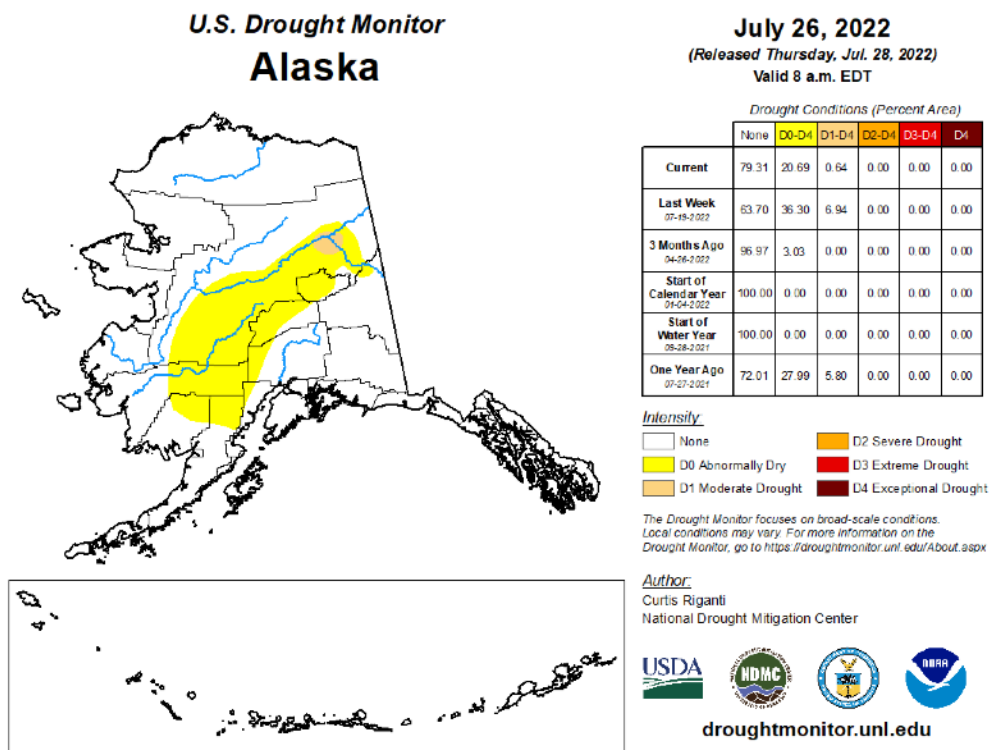 U.S. Drought Monitor
Alaska
July 26, 2022
(Released Thursday, Jul. 28, 2022)
Valid 8 a.m. EDT
Drought Conditions (Percent Area)
None D0-D4 D1-D4 D2-D4 D3-D4 D4
Current 79.31 20.69 0.64 0.00 0.00 0.00
Last Week
07-19-2022
63.70 36.30 6.94 0.00 0.00 0.00
3 Months Ago
04-26-2022
96.97 3.03 0.00 0.00 0.00 0.00
Start of
Calendar Year
01-04-2022
100.00 0.00 0.00 0.00 0.00 0.00
Start of
Water Year
09-28-2021
100.00 0.00 0.00 0.00 0.00 0.00
One Year Ago
07-27-2021
72.01 27.99 5.80 0.00 0.00 0.00
Intensity:
None
D0 Abnormally Dry
D1 Moderate Drought
D2 Severe Drought
D3 Extreme Drought
D4 Exceptional Drought
The Drought Monitor focuses on broad-scale conditions.
Local conditions may vary. For more information on the
Drought Monitor, go to https://droughtmonitor.unl.edu/About.aspx
Author:
Curtis Riganti
National Drought Mitigation Center
USDA
NDMC
NOAA
droughtmonitor.unl.edu